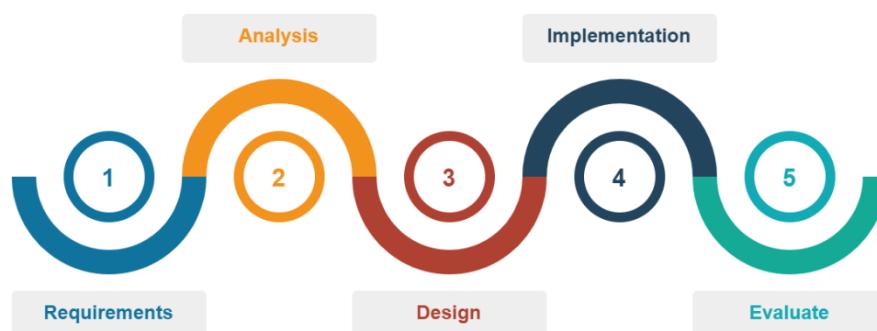 Analysis
Implementation
1
2
3
4
5
Requirements
Design
Evaluate